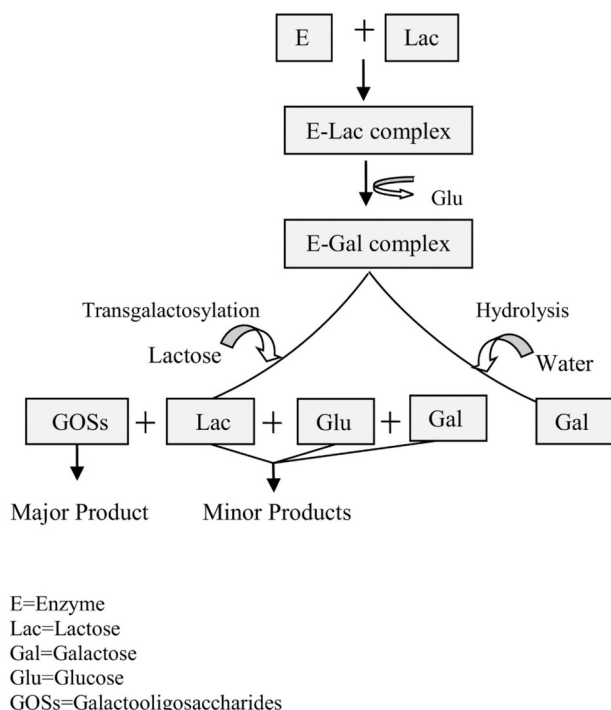 E + Lac
E-Lac complex
Glu
E-Gal complex
Transgalactosylation
Lactose
Hydrolysis
Water
GOSs + Lac + Glu + Gal
Gal
Major Product
Minor Products
E=Enzyme
Lac=Lactose
Gal=Galactose
Glu=Glucose
GOSs=Galactooligosaccharides